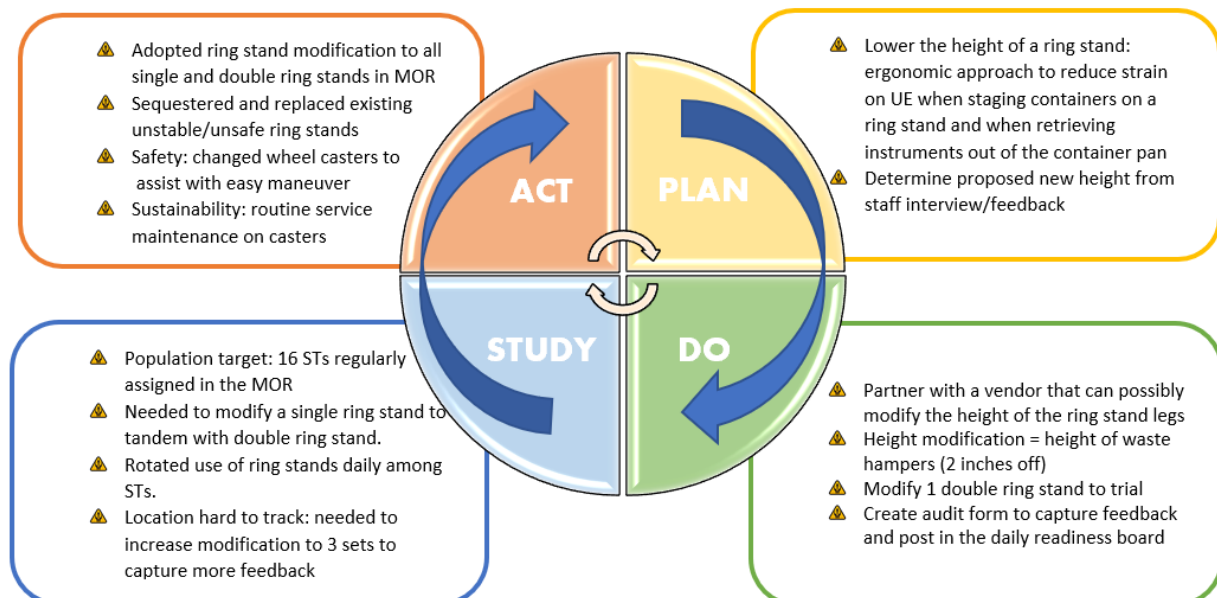 Adopted ring stand modification to all
single and double ring stands in MOR
Sequestered and replaced existing
unstable/unsafe ring stands
Safety: changed wheel casters to
assist with easy maneuver
Sustainability: routine service
maintenance on casters
ACT
PLAN
Lower the height of a ring stand:
ergonomic approach to reduce strain
on UE when staging containers on a
ring stand and when retrieving
instruments out of the container pan
Determine proposed new height from
staff interview/feedback
Population target: 16 STs regularly
assigned in the MOR
Needed to modify a single ring stand to
tandem with double ring stand.
Rotated use of ring stands daily among
STs.
Location hard to track: needed to
increase modification to 3 sets to
capture more feedback
STUDY
DO
Partner with a vendor that can possibly
modify the height of the ring stand legs
Height modification = height of waste
hampers (2 inches off)
Modify 1 double ring stand to trial
Create audit form to capture feedback
and post in the daily readiness board